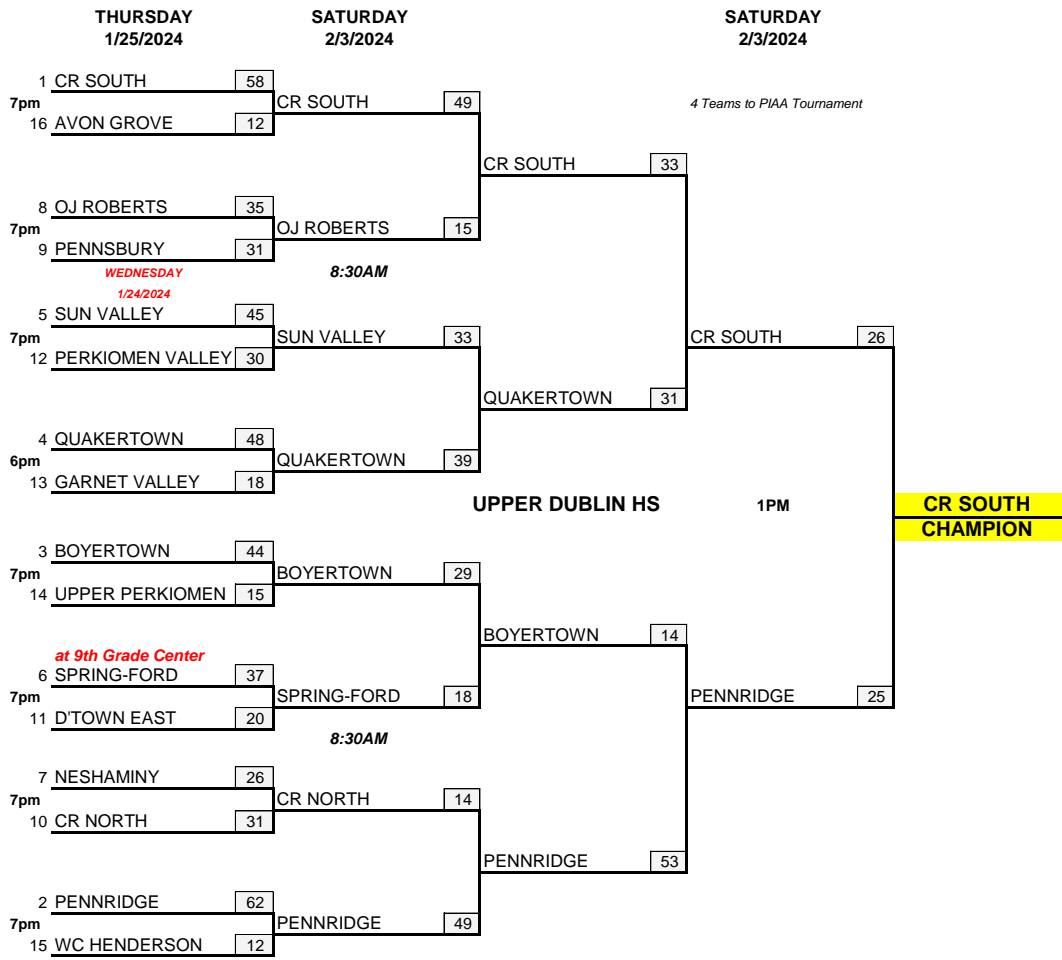 THURSDAY SATURDAY SATURDAY
1/25/2024 2/3/2024 2/3/2024
1 CR SOUTH 58
7pm CR SOUTH 49 4 Teams to PIAA Tournament
16 AVON GROVE 12
CR SOUTH 33
8 OJ ROBERTS 35
7pm OJ ROBERTS 15
9 PENNSBURY 31
WEDNESDAY 8:30AM
1/24/2024
5 SUN VALLEY 45
7pm SUN VALLEY 33 CR SOUTH 26
12 PERKIOMEN VALLEY 30
QUAKERTOWN 31
4 QUAKERTOWN 48
6pm QUAKERTOWN 39
13 GARNET VALLEY 18
UPPER DUBLIN HS 1PM CR SOUTH
CHAMPION
3 BOYERTOWN 44
7pm BOYERTOWN 29
14 UPPER PERKIOMEN 15
BOYERTOWN 14
at 9th Grade Center
6 SPRING-FORD 37
7pm SPRING-FORD 18 PENNRIDGE 25
11 D'TOWN EAST 20
8:30AM
7 NESHAMINY 26
7pm CR NORTH 14
10 CR NORTH 31
PENNRIDGE 53
2 PENNRIDGE 62
7pm PENNRIDGE 49
15 WC HENDERSON 12